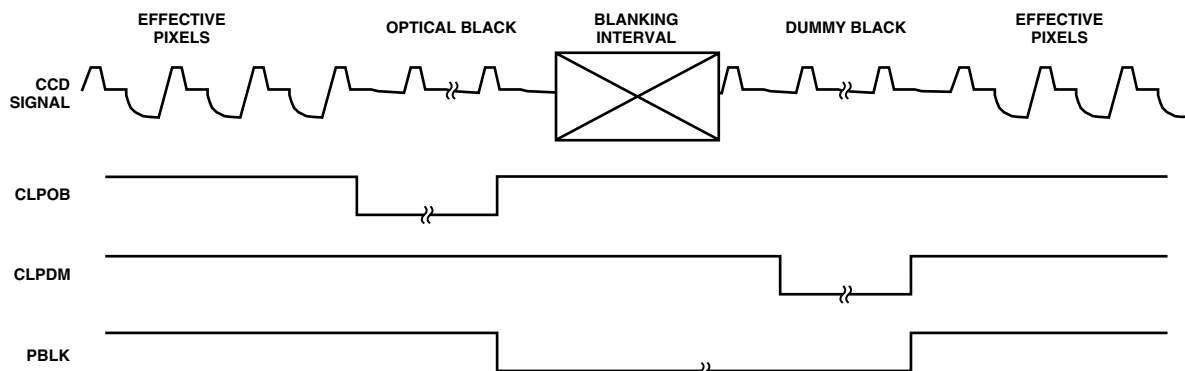 EFFECTIVE
PIXELS
OPTICAL BLACK
BLANKING
INTERVAL
DUMMY BLACK
EFFECTIVE
PIXELS
CCD
SIGNAL
CLPOB
CLPDM
PBLK